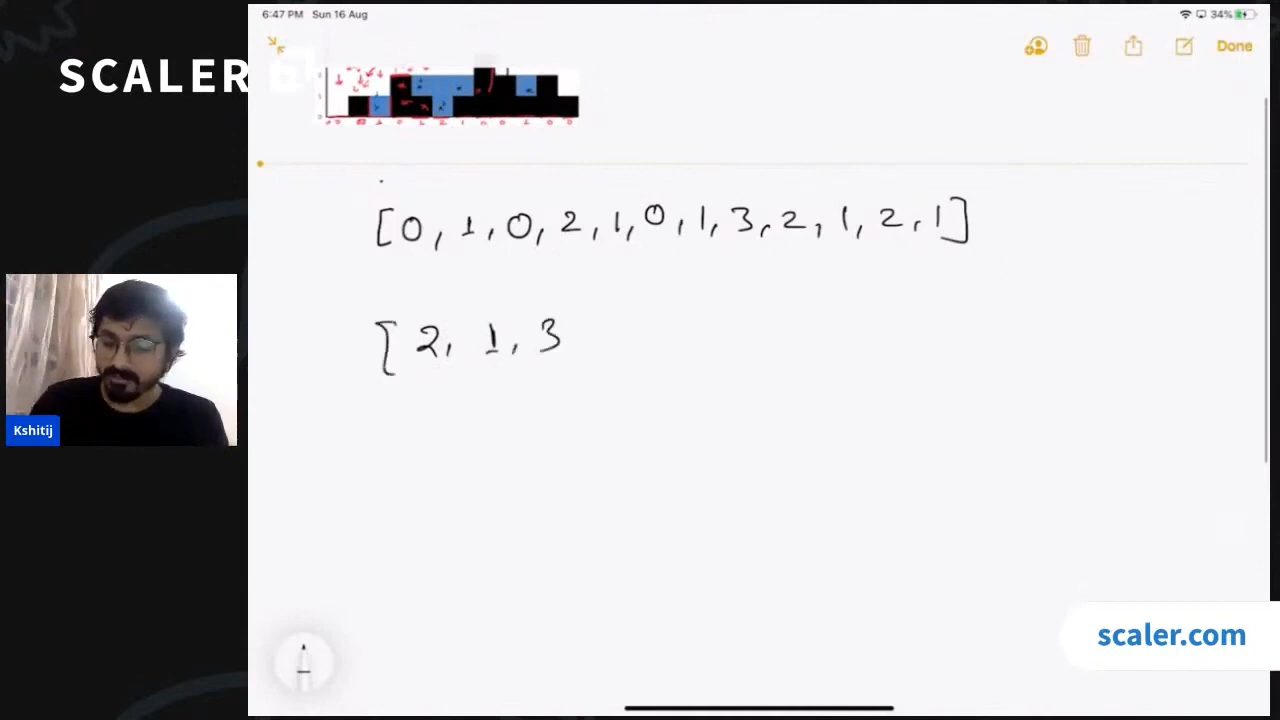 6:47 PM Sun 16 Aug
34%
Done
SCALER
[0, 1, 0, 2, 1, 0, 1, 3, 2, 1, 2, 1]
[ 2, 1, 3
Kshitij
scaler.com